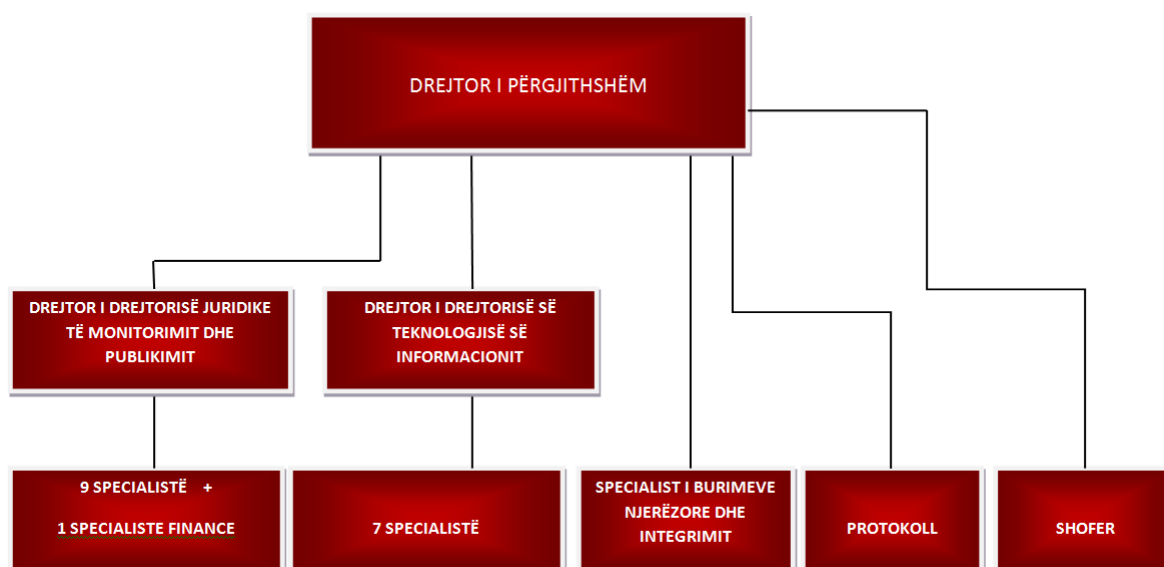 DREJTOR I PËRGJITHSHËM
DREJTOR I DREJTORISË JURIDIKE
TË MONITORIMIT DHE
PUBLIKIMIT
DREJTOR I DREJTORISË SË
TEKNOLOGJISË SË
INFORMACIONIT
9 SPECIALISTË +
1 SPECIALISTE FINANCE
7 SPECIALISTË
SPECIALIST I BURIMEVE
NJERËZORE DHE
INTEGRIMIT
PROTOKOLL
SHOFER